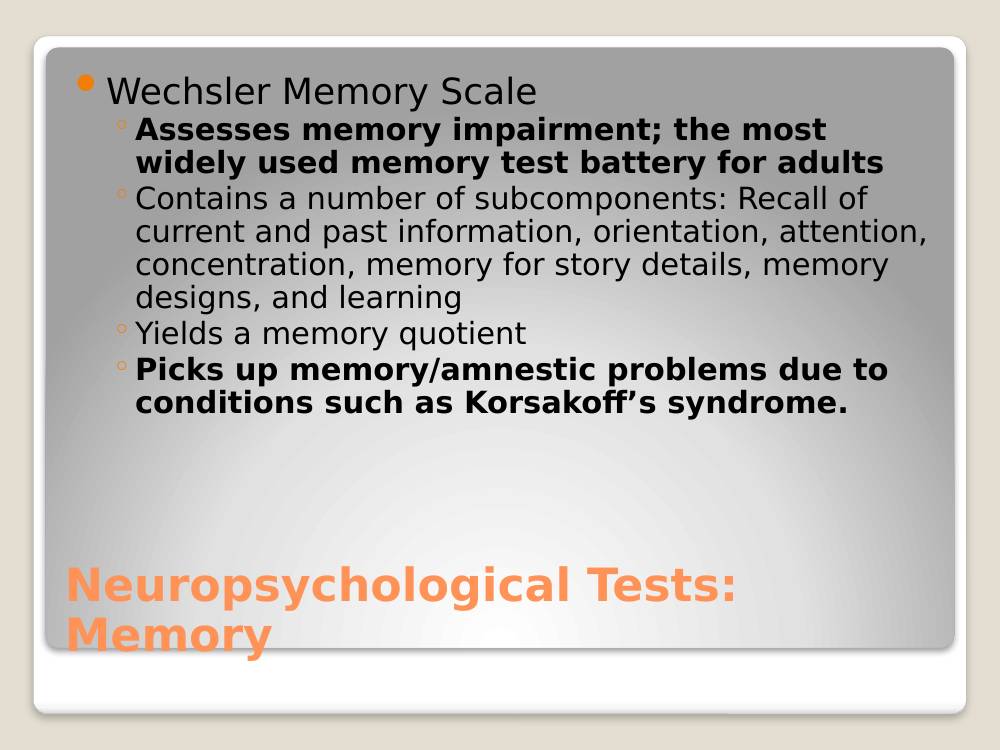 Wechsler Memory Scale
Assesses memory impairment; the most
widely used memory test battery for adults
Contains a number of subcomponents: Recall of
current and past information, orientation, attention,
concentration, memory for story details, memory
designs, and learning
Yields a memory quotient
Picks up memory/amnestic problems due to
conditions such as Korsakoff’s syndrome.
Neuropsychological Tests:
Memory